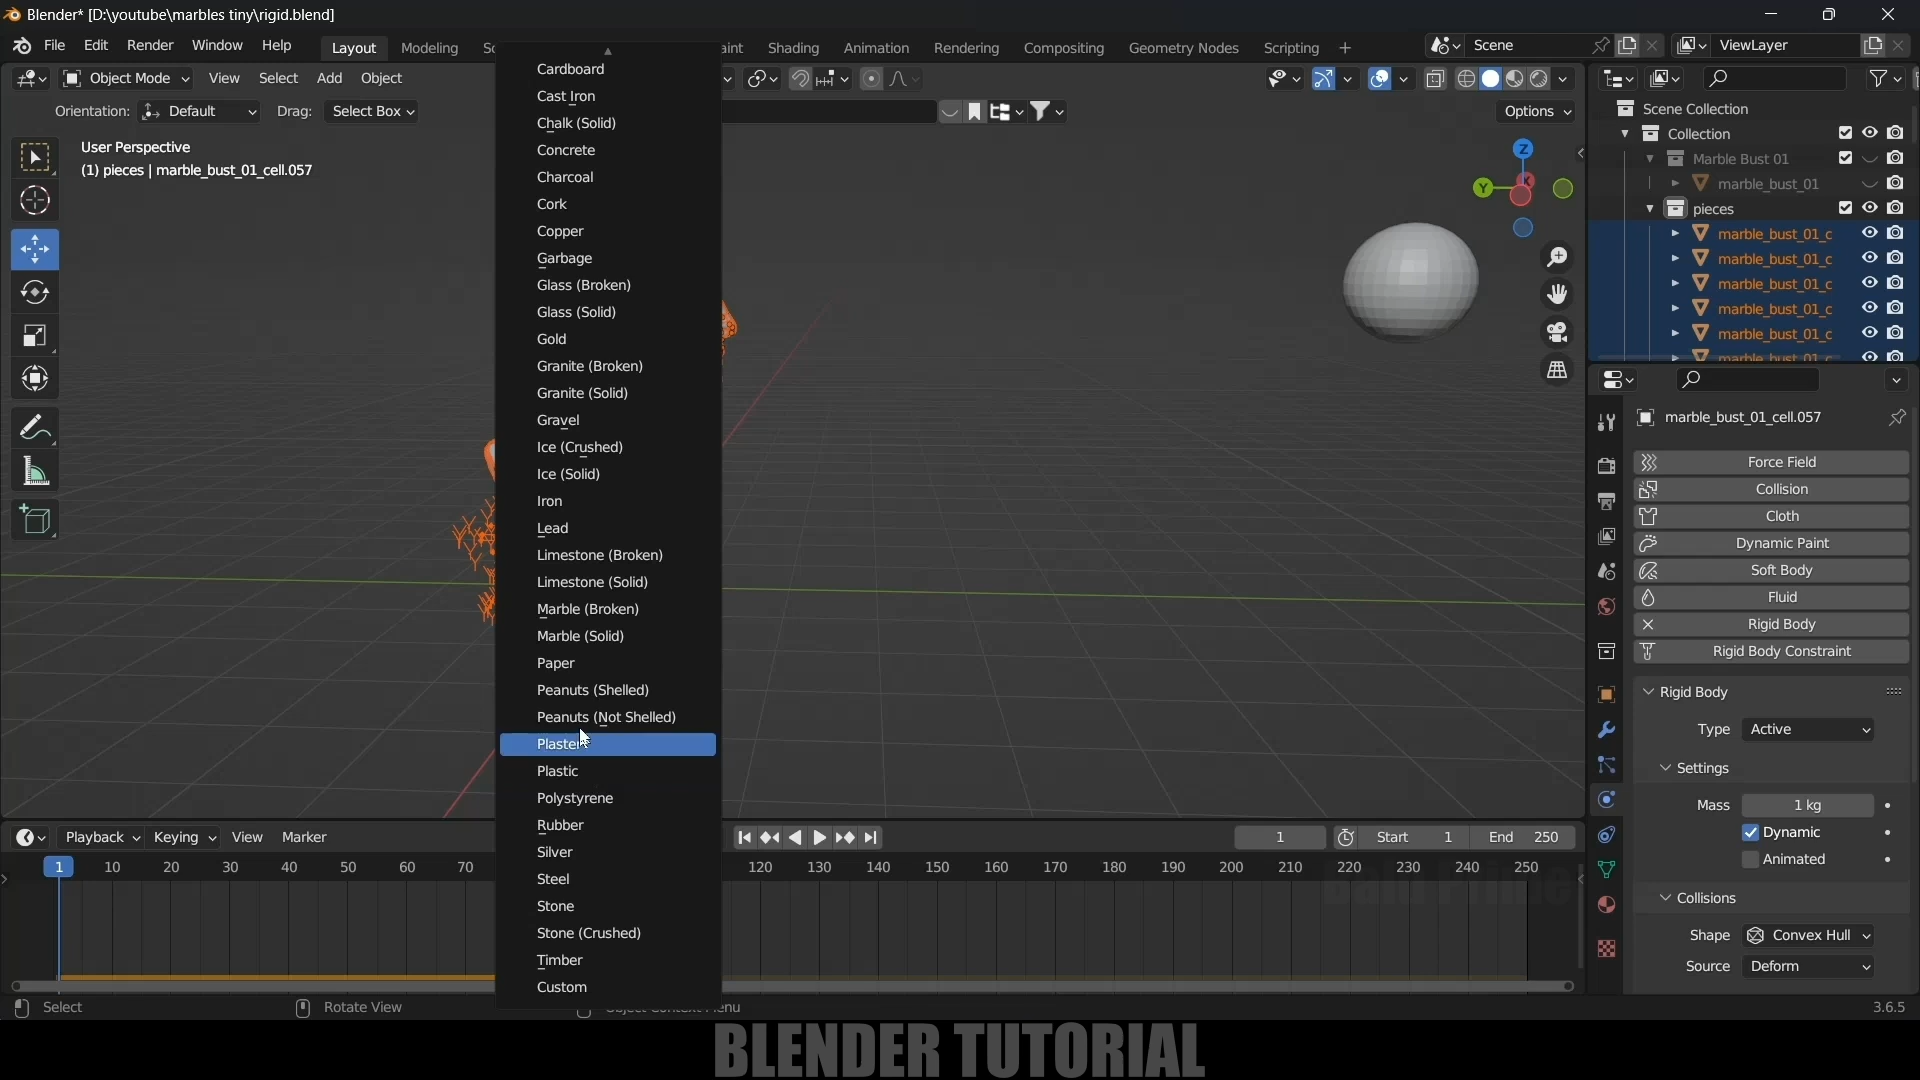 Blender* [D:\youtube\marbles tiny\rigid.blend]
File Edit Render Window Help Layout Modeling Sc aint Shading Animation Rendering Compositing Geometry Nodes Scripting + Scene ViewLayer
Object Mode View Select Add Object
Orientation: Default Drag: Select Box Options
User Perspective
(1) pieces | marble_bust_01_cell.057
Cardboard
Cast Iron
Chalk (Solid)
Concrete
Charcoal
Cork
Copper
Garbage
Glass (Broken)
Glass (Solid)
Gold
Granite (Broken)
Granite (Solid)
Gravel
Ice (Crushed)
Ice (Solid)
Iron
Lead
Limestone (Broken)
Limestone (Solid)
Marble (Broken)
Marble (Solid)
Paper
Peanuts (Shelled)
Peanuts (Not Shelled)
Plaster
Plastic
Polystyrene
Rubber
Silver
Steel
Stone
Stone (Crushed)
Timber
Custom
Z
Y
X
Scene Collection
Collection
Marble Bust 01
marble_bust_01
pieces
marble_bust_01_c
marble_bust_01_c
marble_bust_01_c
marble_bust_01_c
marble_bust_01_c
marble_bust_01_c
marble_bust_01_cell.057
Force Field
Collision
Cloth
Dynamic Paint
Soft Body
Fluid
Rigid Body
Rigid Body Constraint
Rigid Body
Type Active
Settings
Mass 1 kg
Dynamic
Animated
Collisions
Shape Convex Hull
Source Deform
Playback Keying View Marker 1 Start 1 End 250
1 10 20 30 40 50 60 70 120 130 140 150 160 170 180 190 200 210 220 230 240 250
Select Rotate View Object Context Menu 3.6.5
BLENDER TUTORIAL